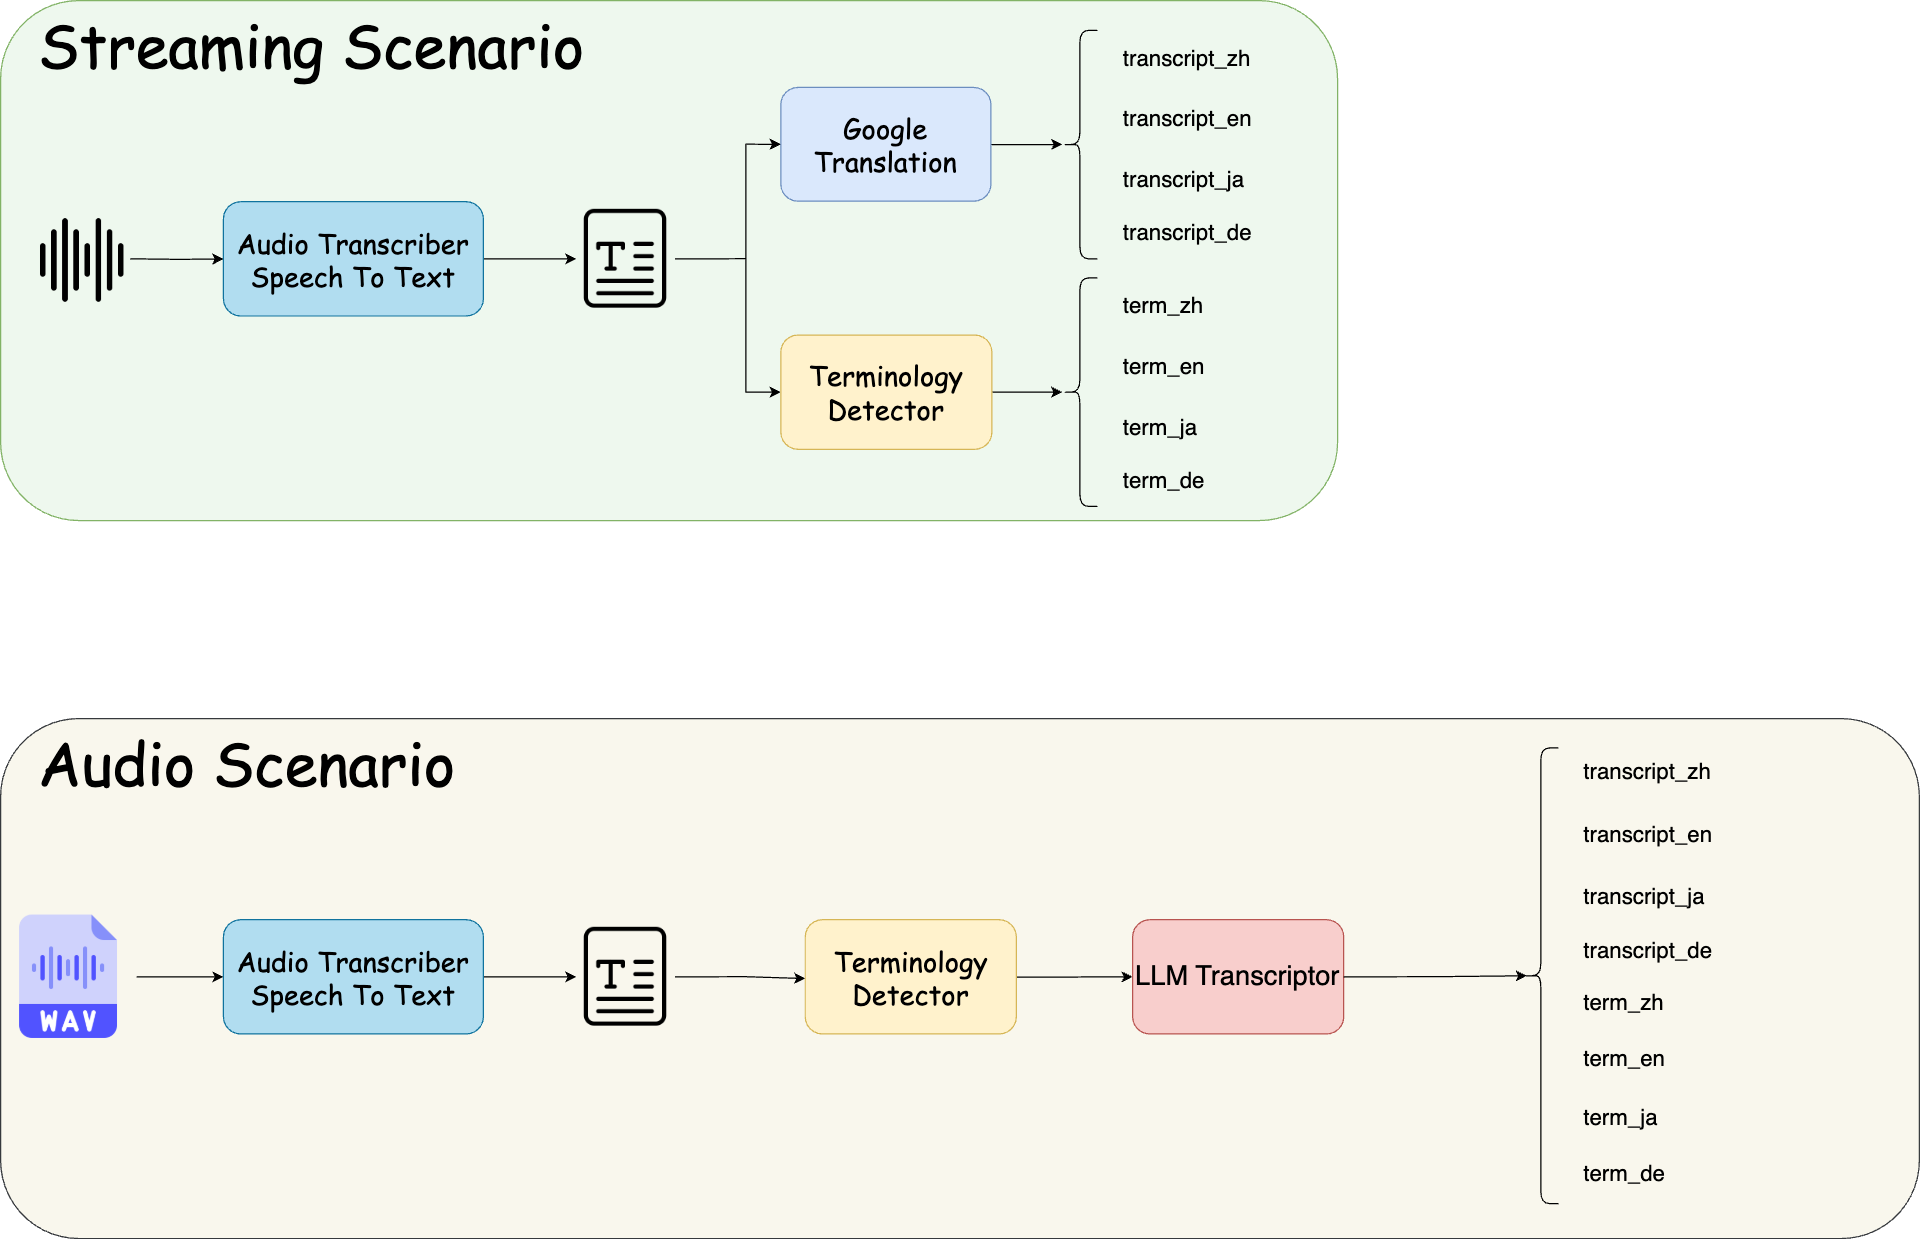 Streaming Scenario
Audio Transcriber
Speech To Text
T
Google
Translation
transcript_zh
transcript_en
transcript_ja
transcript_de
Terminology
Detector
term_zh
term_en
term_ja
term_de
Audio Scenario
WAV
Audio Transcriber
Speech To Text
T
Terminology
Detector
LLM Transcriptor
transcript_zh
transcript_en
transcript_ja
transcript_de
term_zh
term_en
term_ja
term_de